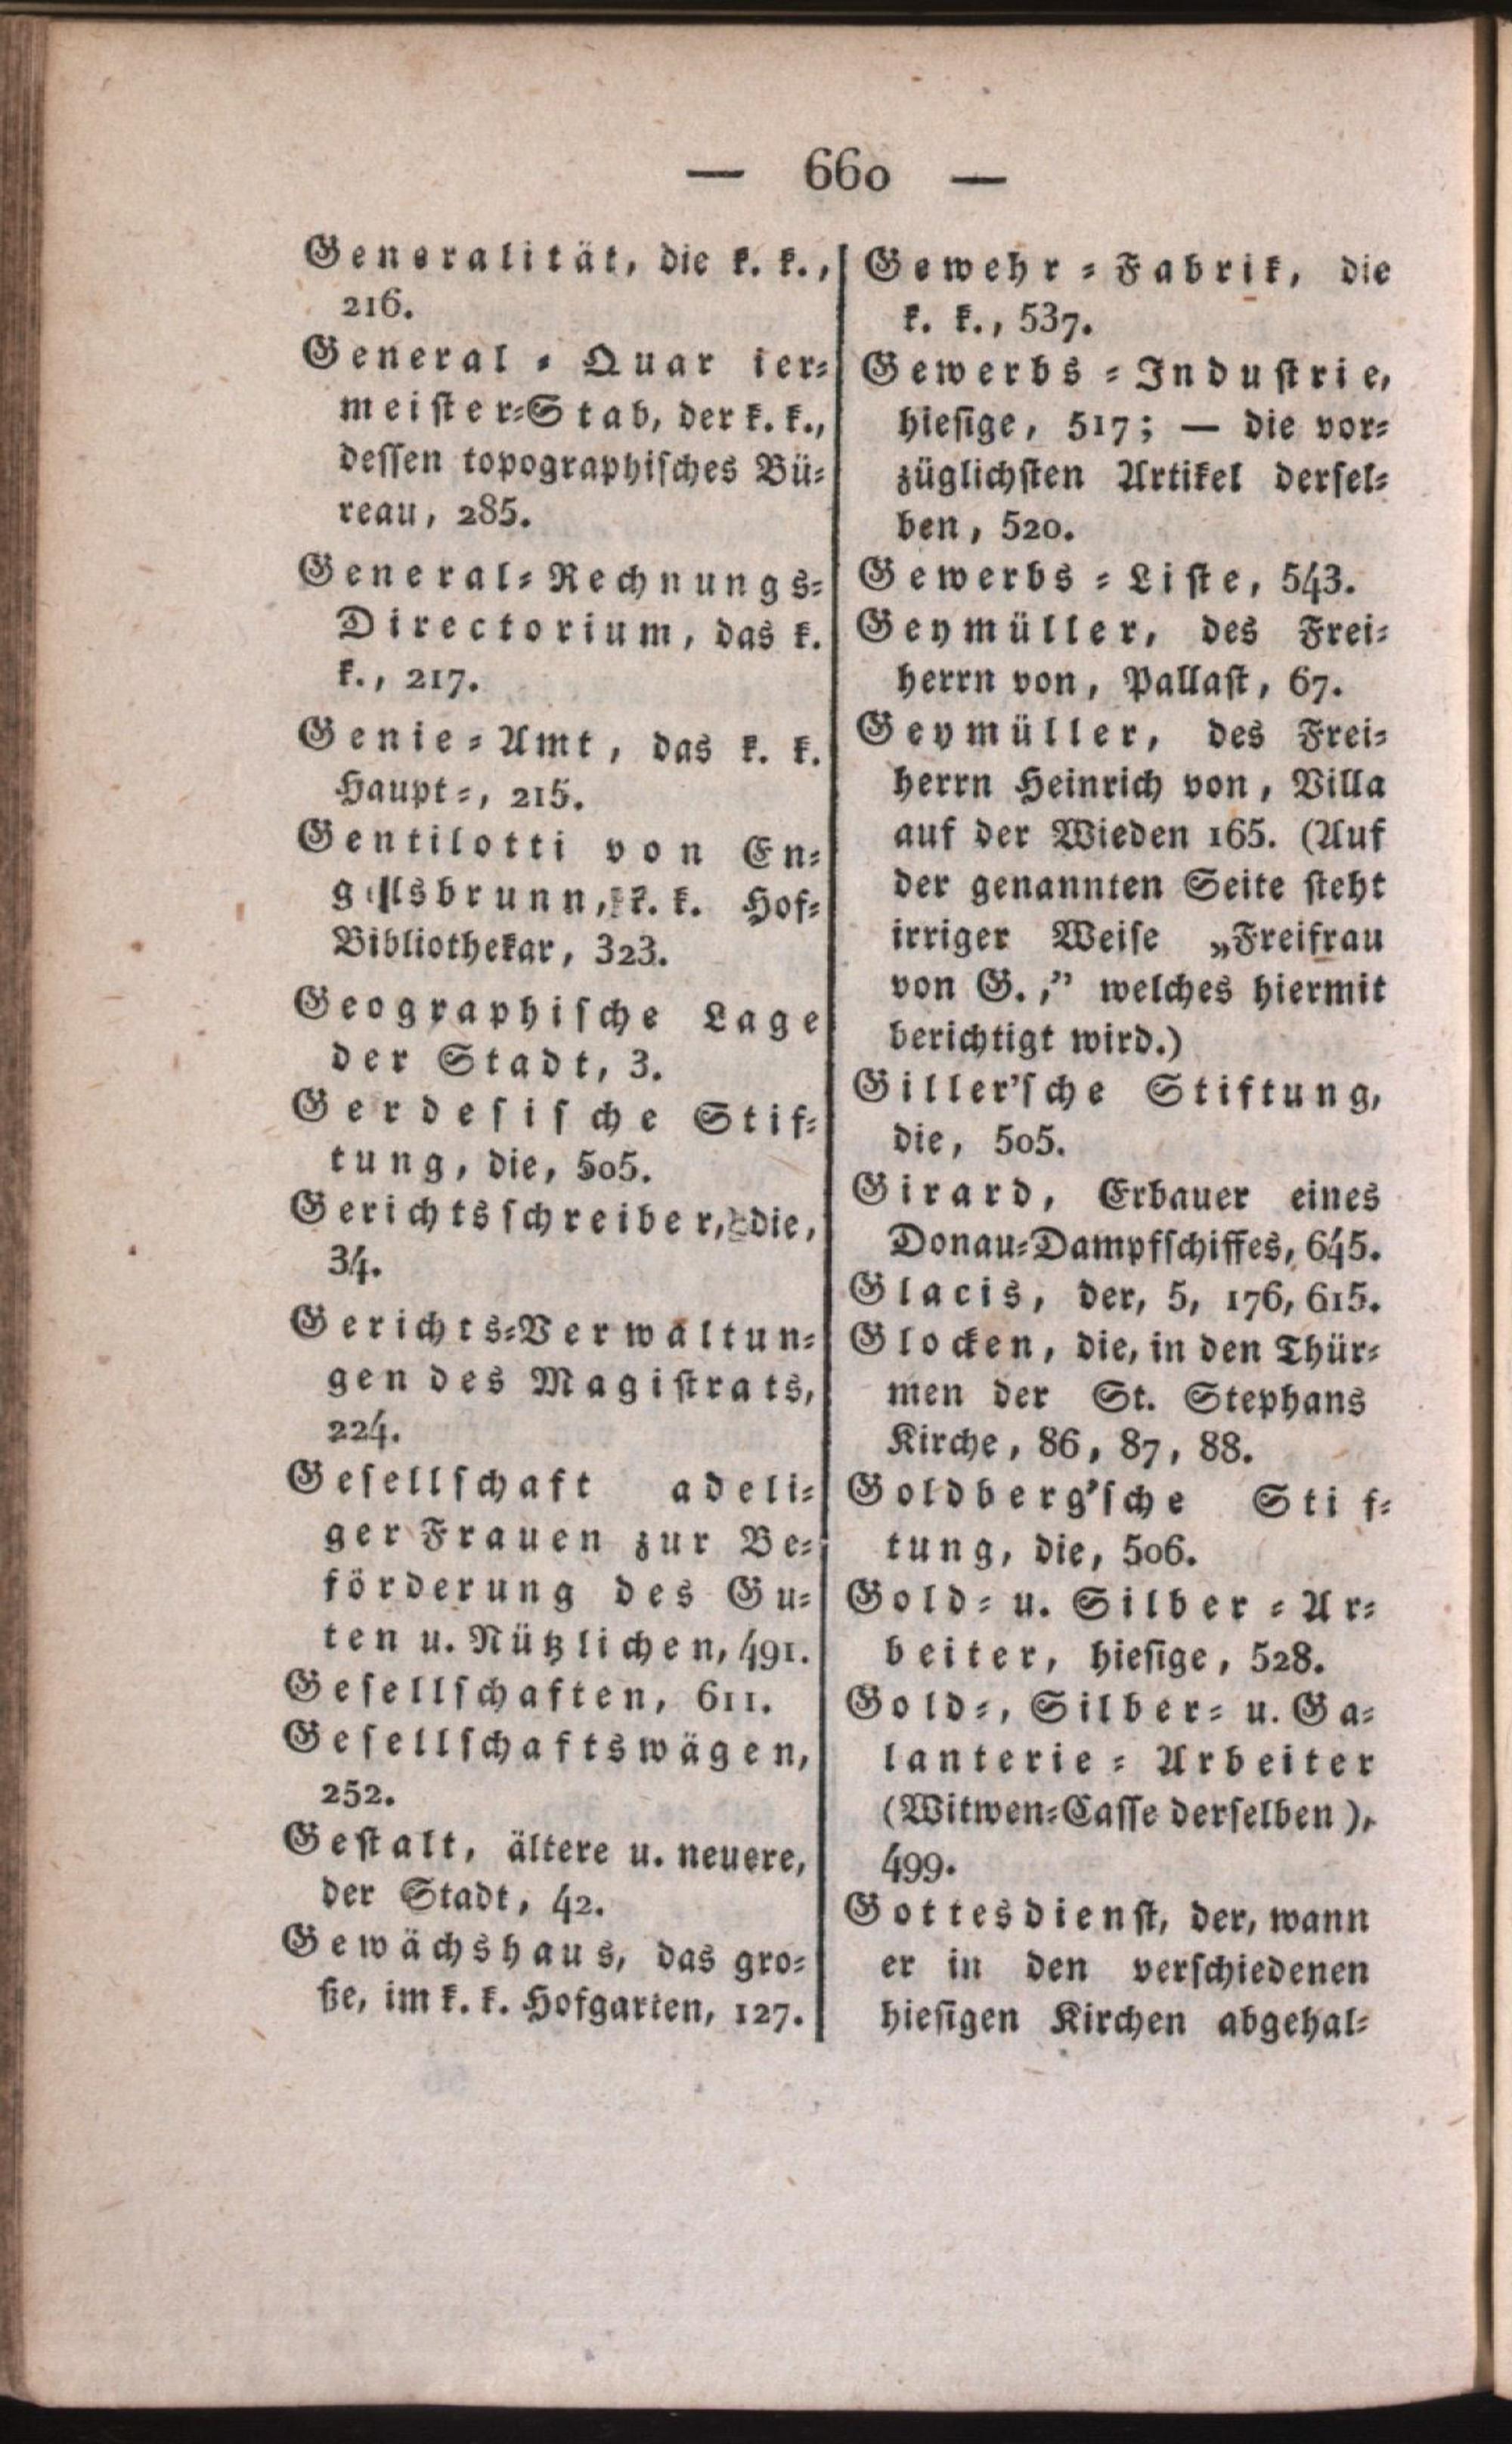 — 660 —
Generalität, die k. k.,
216.
General-Quar ier-
meister-Stab, der k. k.,
dessen topographisches Bü-
reau, 285.
General-Rechnungs-
Directorium, das k.
k., 217.
Genie-Amt, das k. k.
Haupt-, 215.
Gentilotti von En-
g lsbrunn, k. k. Hof-
Bibliothekar, 323.
Geographische Lage
der Stadt, 3.
Gerdesische Stif-
tung, die, 505.
Gerichtsschreiber, die,
34.
Gerichts-Verwaltun-
gen des Magistrats,
224.
Gesellschaft adeli-
ger Frauen zur Be-
förderung des Gu-
ten u. Nützlichen, 491.
Gesellschaften, 611.
Gesellschaftswägen,
252.
Gestalt, ältere u. neuere,
der Stadt, 42.
Gewächshaus, das gro-
ße, im k. k. Hofgarten, 127.
Gewehr-Fabrik, die
k. k., 537.
Gewerbs-Industrie,
hiesige, 517; — die vor-
züglichsten Artikel dersel-
ben, 520.
Gewerbs-Liste, 543.
Geymüller, des Frei-
herrn von, Pallast, 67.
Geymüller, des Frei-
herrn Heinrich von, Villa
auf der Wieden 165. (Auf
der genannten Seite steht
irriger Weise „Freifrau
von G.,” welches hiermit
berichtigt wird.)
Giller'sche Stiftung,
die, 505.
Girard, Erbauer eines
Donau-Dampfschiffes, 645.
Glacis, der, 5, 176, 615.
Glocken, die, in den Thür-
men der St. Stephans
Kirche, 86, 87, 88.
Goldberg'sche Stif-
tung, die, 506.
Gold- u. Silber-Ar-
beiter, hiesige, 528.
Gold-, Silber- u. Ga-
lanterie-Arbeiter
(Witwen-Casse derselben),
499.
Gottesdienst, der, wann
er in den verschiedenen
hiesigen Kirchen abgehal-